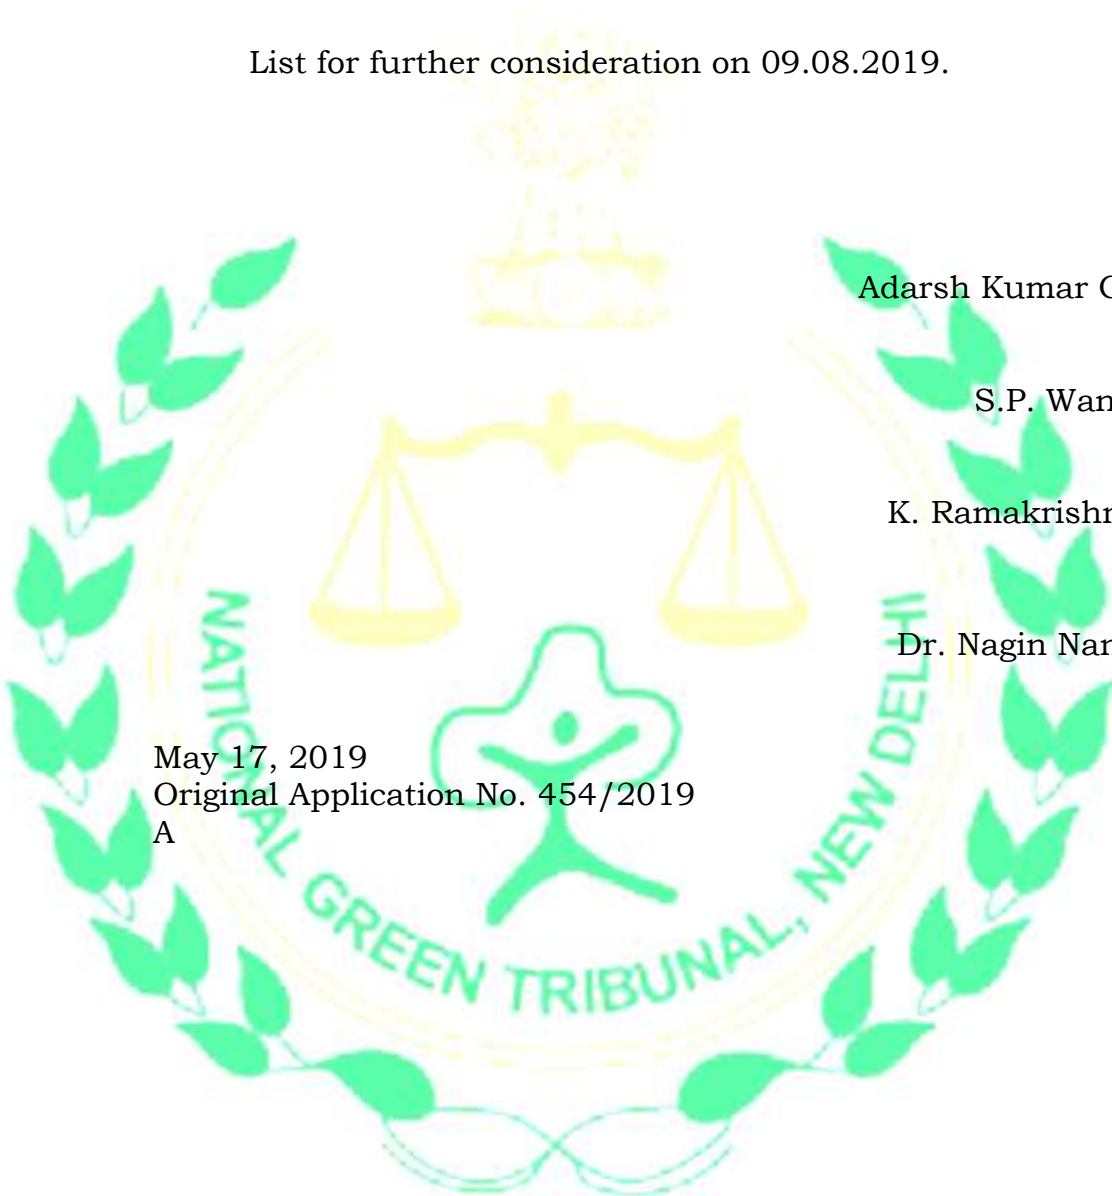 List for further consideration on 09.08.2019.
Adarsh Kumar
S.P. Wan
K. Ramakrishn
Dr. Nagin Nan
May 17, 2019
Original Application No. 454/2019
A
NATIONAL GREEN TRIBUNAL, NEW DELHI